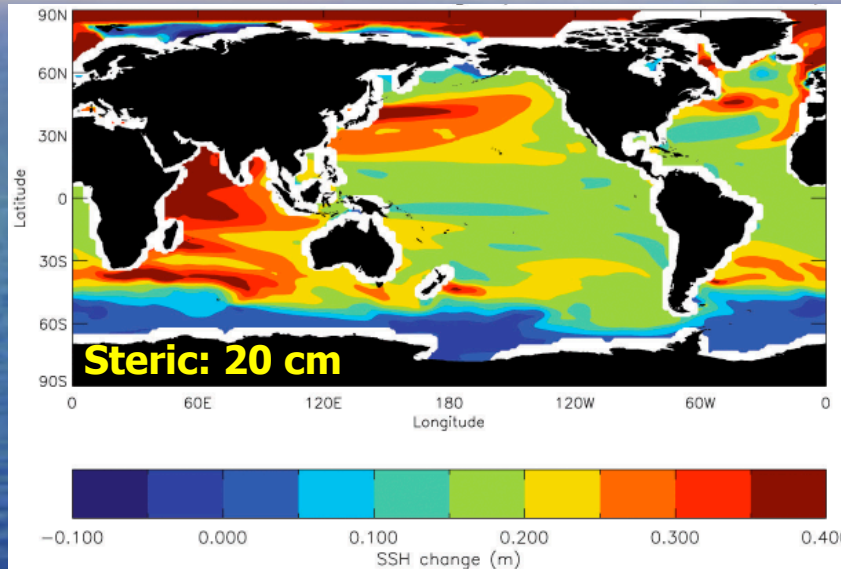 90N
60N
30N
0
30S
60S
90S
Latitude
Steric: 20 cm
0 60E 120E 180 120W 60W 0
Longitude
−0.100 0.000 0.100 0.200 0.300 0.400
SSH change (m)